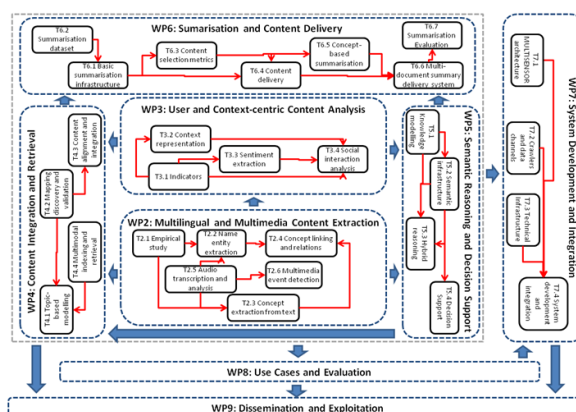 WP6: Sumarisation and Content Delivery
T6.2
Summarisation
dataset
T6.1 Basic
summarisation
Infrastructure
T6.3 Content
selection metrics
T6.4 Content
delivery
T6.5 Concept-
based
summarisation
T6.7
Summarisation
Evaluation
T6.6 Multi-
document summary
delivery system
WP3: User and Context-centric Content Analysis
T3.2 Context
representation
T3.3 Sentiment
extraction
T3.4 Social
interaction
analysis
T3.1 Indicators
WP2: Multilingual and Multimedia Content Extraction
T2.1 Empirical
study
T2.2 Name
entity
extraction
T2.4 Concept linking
and relations
T2.5 Audio
transcription
and analysis
T2.6 Multimedia
event detection
T2.3 Concept
extraction from text
WP4: Content Integration and Retrieval
T4.3 Content
alignment and
integration
T4.2 Mapping
discovery and
validation
T4.4 Multimodal
indexing and
retrieval
T4.1 Topic-
based
modelling
WP5: Semantic Reasoning and Decision Support
T5.1
Knowledge
modelling
T5.2 Semantic
infrastructure
T5.3 Hybrid
reasoning
T5.4 Decision
Support
WP7: System Development and Integration
T7.1
MULTISENSOR
architecture
T7.2 Crawlers
and data
channels
T7.3 Technical
Infrastructure
T7.4 System
development
and
integration
WP8: Use Cases and Evaluation
WP9: Dissemination and Exploitation